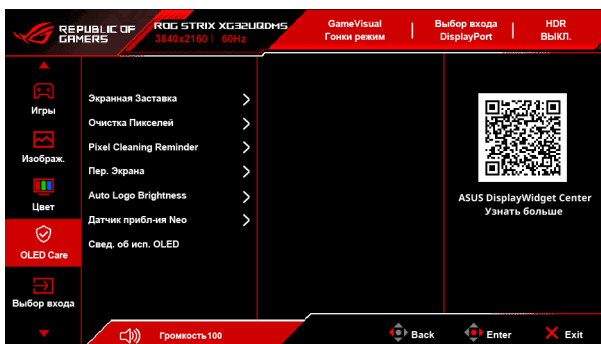 REPUBLIC OF GAMERS
ROG STRIX XG32UQDMS
3840x2160 | 60Hz
GameVisual
Гонки режим
Выбор входа
DisplayPort
HDR
ВЫКЛ.
Игры
Изображ.
Цвет
OLED Care
Выбор входа
Экранная Заставка
Очистка Пикселей
Pixel Cleaning Reminder
Пер. Экрана
Auto Logo Brightness
Датчик прибл-ия Neo
Свед. об исп. OLED
ASUS DisplayWidget Center
Узнать больше
Громкость100
Back
Enter
Exit